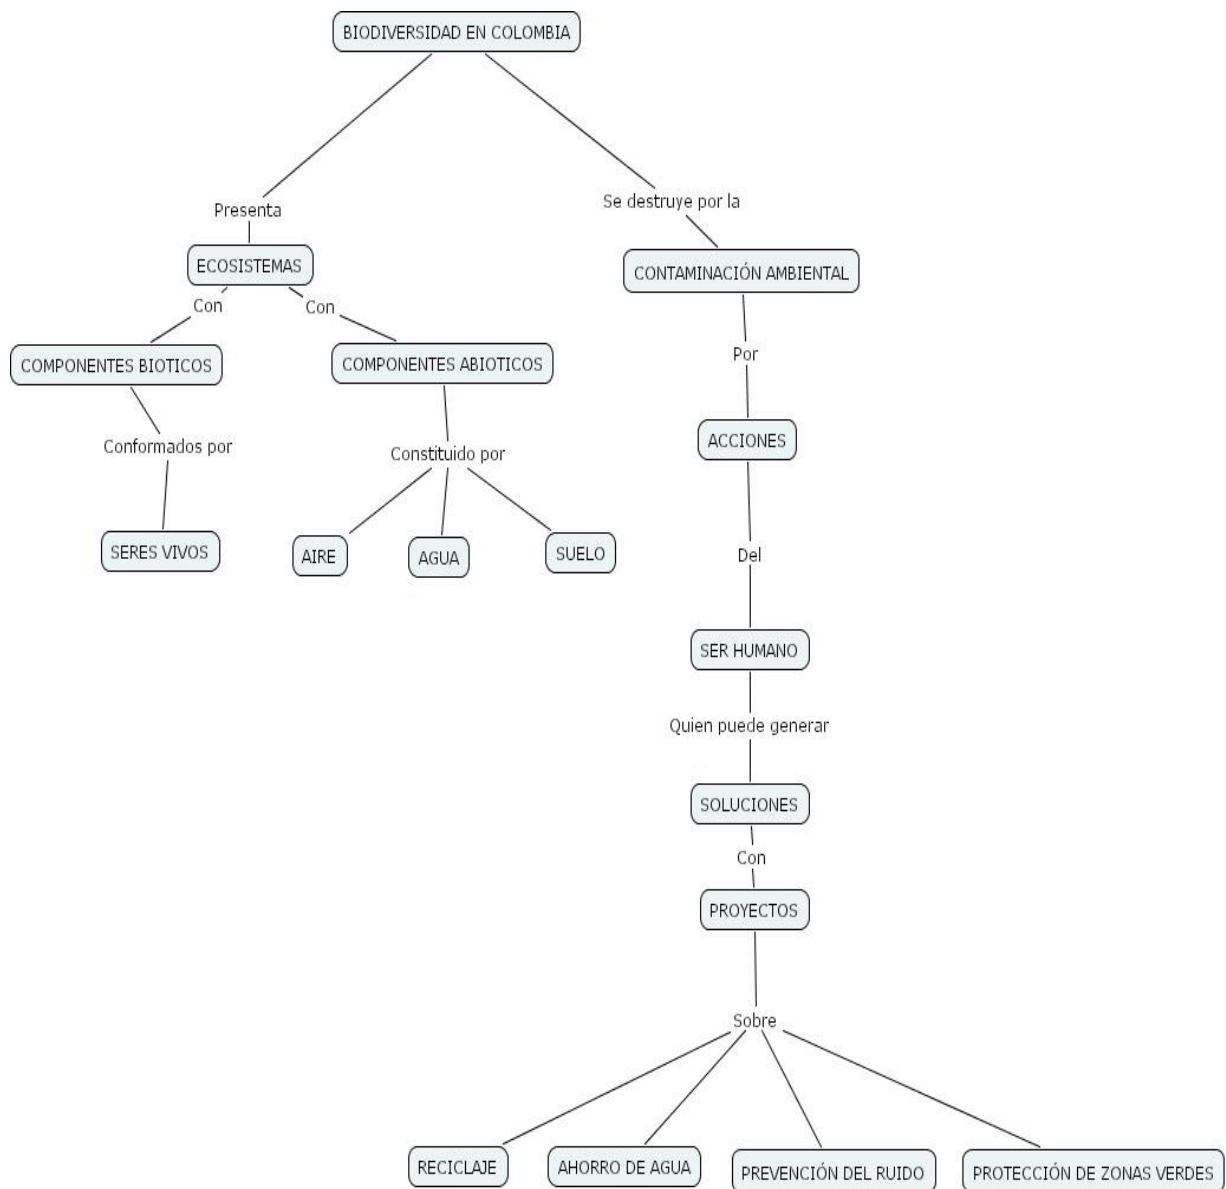 BIODIVERSIDAD EN COLOMBIA
Presenta
Se destruye por la
ECOSISTEMAS
CONTAMINACIÓN AMBIENTAL
Con
Con
COMPONENTES BIOTICOS
COMPONENTES ABIOTICOS
Por
ACCIONES
Conformados por
Constituido por
SERES VIVOS
AIRE
AGUA
SUELO
Del
SER HUMANO
Quien puede generar
SOLUCIONES
Con
PROYECTOS
Sobre
RECICLAJE
AHORRO DE AGUA
PREVENCIÓN DEL RUIDO
PROTECCIÓN DE ZONAS VERDES